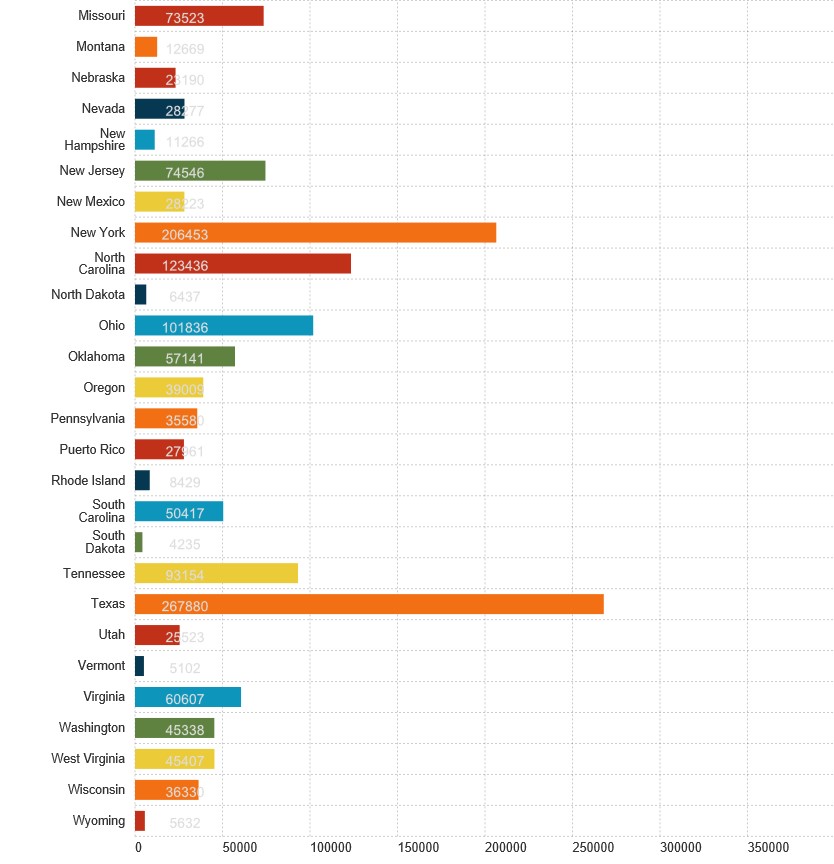 Missouri 73523
Montana 12669
Nebraska 23190
Nevada 28277
New
Hampshire 11266
New Jersey 74546
New Mexico 28223
New York 206453
North
Carolina 123436
North Dakota 6437
Ohio 101836
Oklahoma 57141
Oregon 39009
Pennsylvania 35580
Puerto Rico 27961
Rhode Island 8429
South
Carolina 50417
South
Dakota 4235
Tennessee 93154
Texas 267880
Utah 25523
Vermont 5102
Virginia 60607
Washington 45338
West Virginia 45407
Wisconsin 36330
Wyoming 5632
0 50000 100000 150000 200000 250000 300000 350000